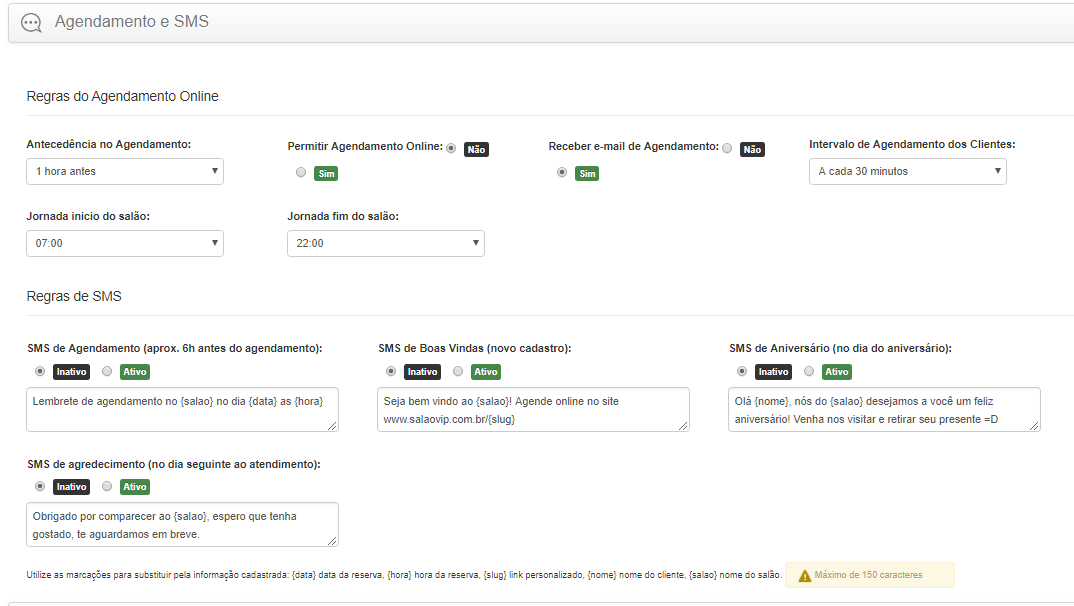 Agendamento e SMS
Regras do Agendamento Online
Antecedência no Agendamento:
1 hora antes
Permitir Agendamento Online: Não
Sim
Receber e-mail de Agendamento: Não
Sim
Intervalo de Agendamento dos Clientes:
A cada 30 minutos
Jornada inicio do salão:
07:00
Jornada fim do salão:
22:00
Regras de SMS
SMS de Agendamento (aprox. 6h antes do agendamento):
Inativo Ativo
Lembrete de agendamento no {salao} no dia {data} as {hora}
SMS de Boas Vindas (novo cadastro):
Inativo Ativo
Seja bem vindo ao {salao}! Agende online no site
www.salaovip.com.br/{slug}
SMS de Aniversário (no dia do aniversário):
Inativo Ativo
Olá {nome}, nós do {salao} desejamos a você um feliz
aniversário! Venha nos visitar e retirar seu presente =D
SMS de agredecimento (no dia seguinte ao atendimento):
Inativo Ativo
Obrigado por comparecer ao {salao}, espero que tenha
gostado, te aguardamos em breve.
Utilize as marcações para substituir pela informação cadastrada: {data} data da reserva, {hora} hora da reserva, {slug} link personalizado, {nome} nome do cliente, {salao} nome do salão.
Máximo de 150 caracteres